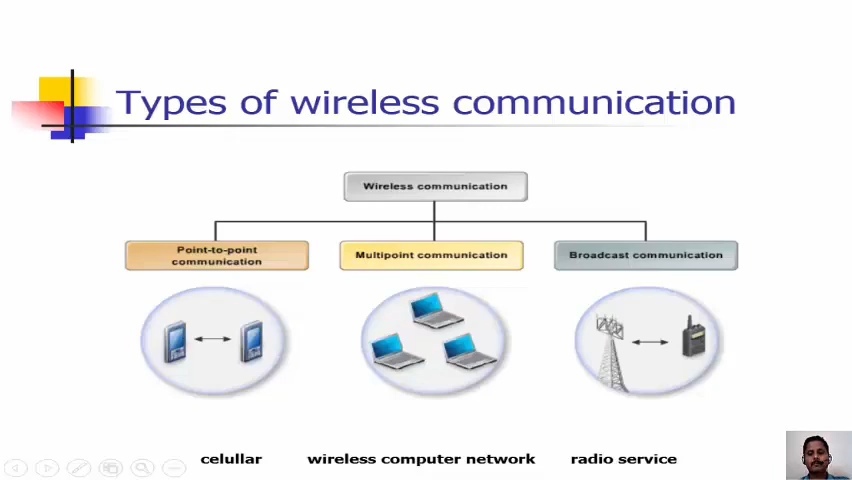 Types of wireless communication
Wireless communication
Point-to-point
communication
Multipoint communication
Broadcast communication
celullar
wireless computer network
radio service